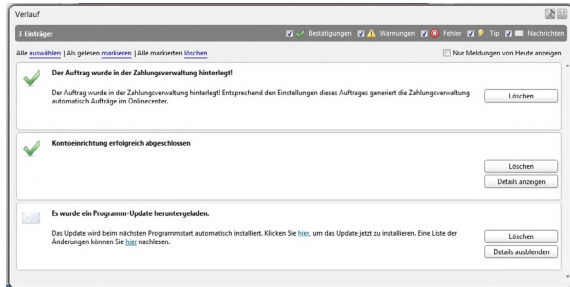 Verlauf
3 Einträge:
Bestätigungen Warnungen Fehler Tip Nachrichten
Alle auswählen | Als gelesen markieren | Alle markierten löschen
Nur Meldungen von Heute anzeigen
Der Auftrag wurde in der Zahlungsverwaltung hinterlegt!
Der Auftrag wurde in der Zahlungsverwaltung hinterlegt! Entsprechend den Einstellungen dieses Auftrages generiert die Zahlungsverwaltung
automatisch Aufträge im Onlinecenter.
Löschen
Kontoeinrichtung erfolgreich abgeschlossen
Löschen
Details anzeigen
Es wurde ein Programm-Update heruntergeladen.
Das Update wird beim nächsten Programmstart automatisch installiert. Klicken Sie hier, um das Update jetzt zu installieren. Eine Liste der
Änderungen können Sie hier nachlesen.
Löschen
Details ausblenden